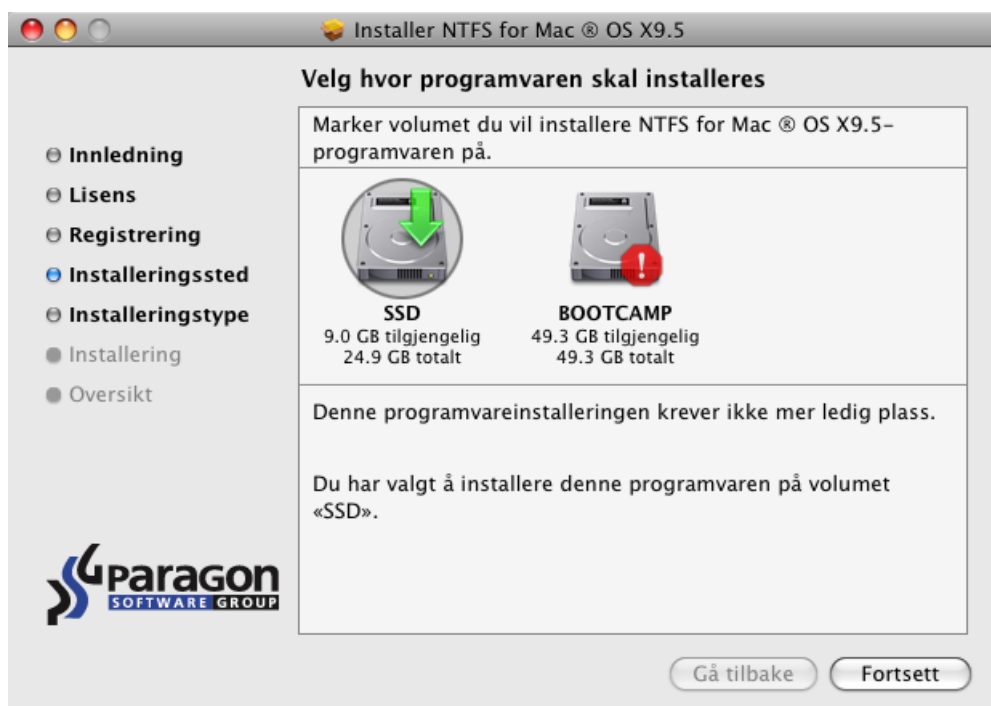 Installer NTFS for Mac ® OS X9.5
Velg hvor programvaren skal installeres
Innledning
Lisens
Registrering
Installeringssted
Installeringstype
Installering
Oversikt
Marker volumet du vil installere NTFS for Mac ® OS X9.5-
programvaren på.
SSD
9.0 GB tilgjengelig
24.9 GB totalt
BOOTCAMP
49.3 GB tilgjengelig
49.3 GB totalt
Denne programvareinstalleringen krever ikke mer ledig plass.
Du har valgt å installere denne programvaren på volumet
«SSD».
Paragon
SOFTWARE GROUP
Gå tilbake
Fortsett